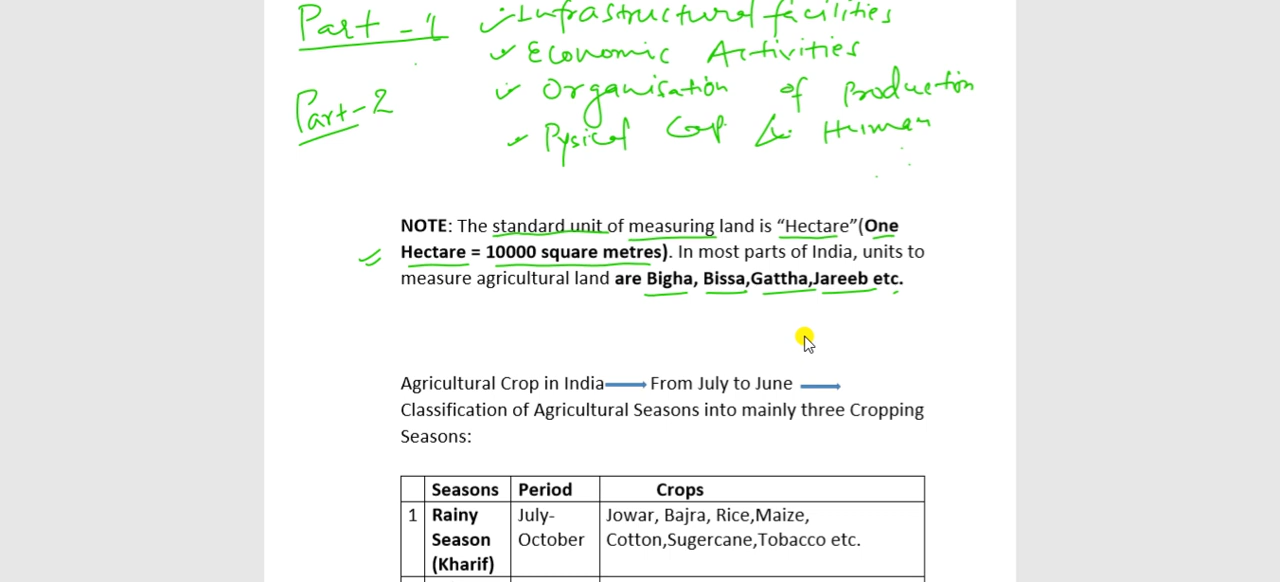 Part - 1 Infrastructural facilities
Economic Activities
Part-2 Organisation of Production
Pysical Cap & Human
NOTE: The standard unit of measuring land is “Hectare”(One
Hectare = 10000 square metres). In most parts of India, units to
measure agricultural land are Bigha, Bissa,Gattha,Jareeb etc.
Agricultural Crop in India From July to June
Classification of Agricultural Seasons into mainly three Cropping
Seasons:
Seasons Period Crops
1 Rainy July- Jowar, Bajra, Rice,Maize,
Season October Cotton,Sugercane,Tobacco etc.
(Kharif)